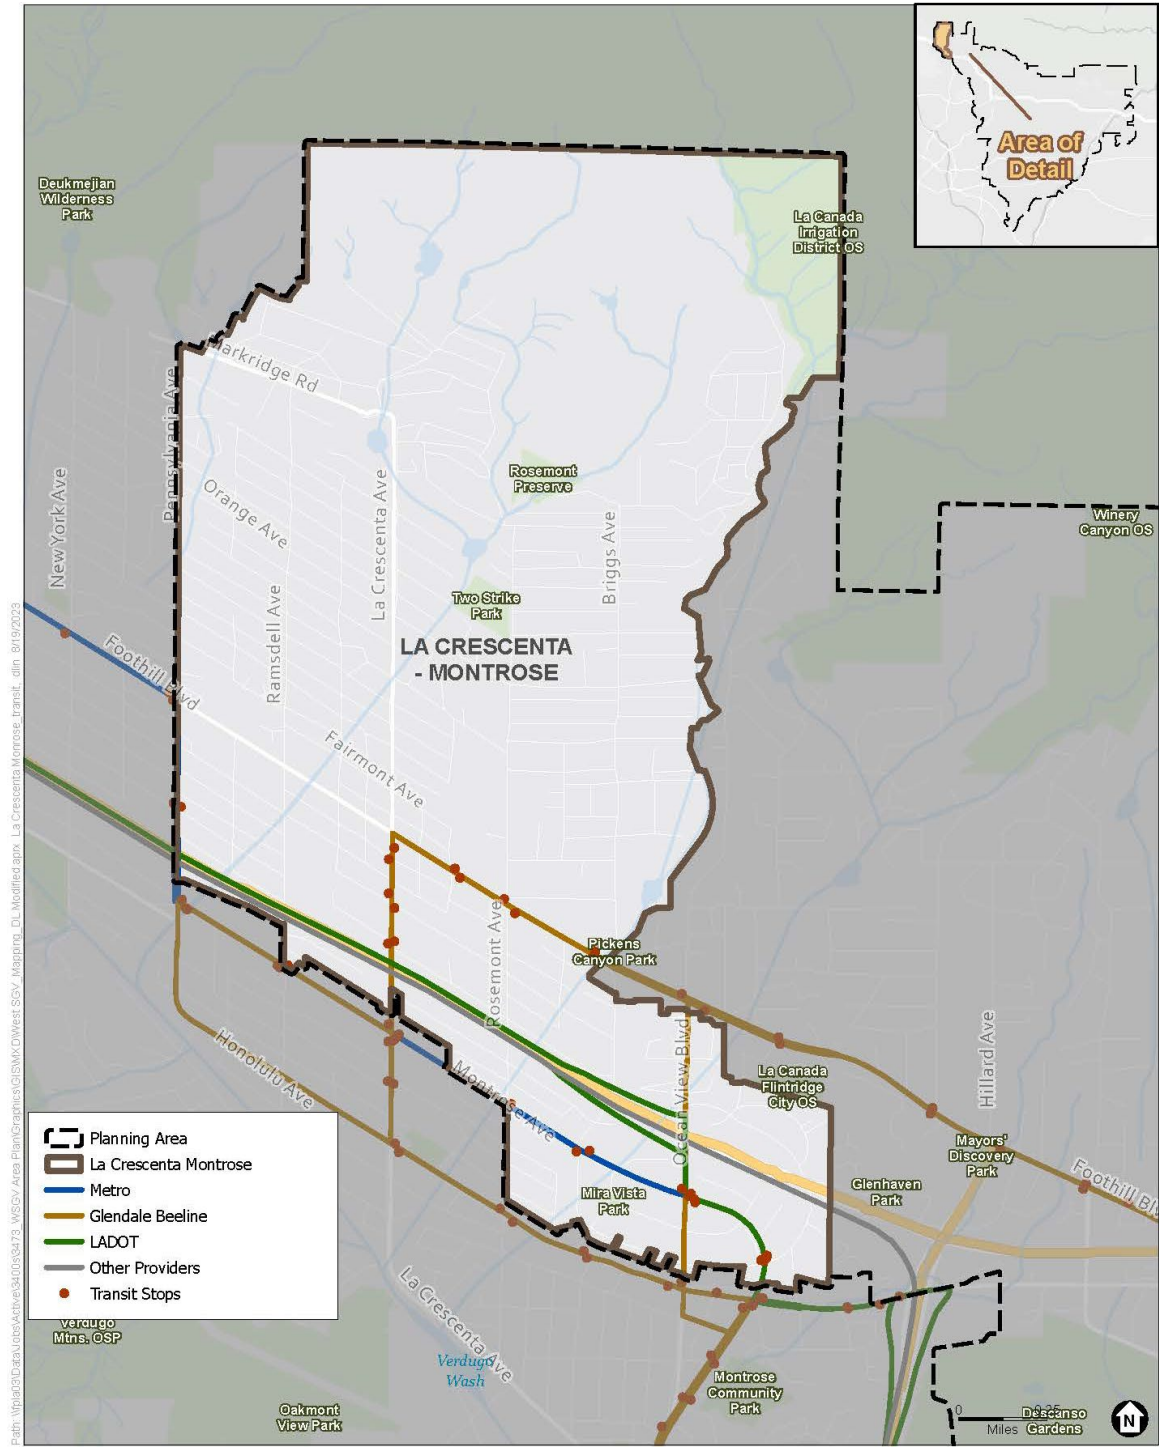 Area of
Detail
Deukmejian
Wilderness
Park
La Canada
Irrigation
District OS
Markridge Rd
Pennsylvania Ave
New York Ave
Orange Ave
La Crescenta Ave
Rosemont
Preserve
Briggs Ave
Winery
Canyon OS
Ramsdell Ave
Two Strike
Park
LA CRESCENTA
- MONTROSE
Foothill Blvd
Fairmont Ave
Rosemont Ave
Pickens
Canyon Park
Ocean View Blvd
Hillard Ave
Honolulu Ave
Montrose Ave
La Canada
Flintridge
City OS
Mayors'
Discovery
Park
Glenhaven
Park
Foothill Blv
Mira Vista
Park
Planning Area
La Crescenta Montrose
Metro
Glendale Beeline
LADOT
Other Providers
Transit Stops
Verdugo
Mtns. OSP
La Crescenta Ave
Verdugo
Wash
Montrose
Community
Park
Oakmont
View Park
0 0.25
Miles
Descanso
Gardens
N